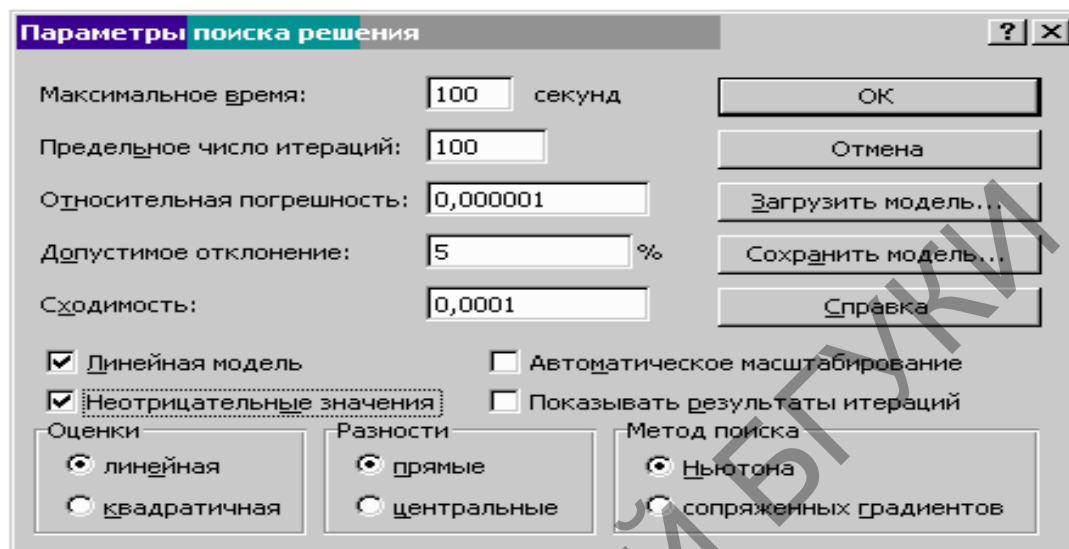 Параметры поиска решения
Максимальное время: 100 секунд
ОК
Предельное число итераций: 100
Отмена
Относительная погрешность: 0,000001
Загрузить модель...
Допустимое отклонение: 5 %
Сохранить модель...
Сходимость: 0,0001
Справка
Линейная модель
Автоматическое масштабирование
Неотрицательные значения
Показывать результаты итераций
Оценки
Разности
Метод поиска
линейная
прямые
Ньютона
квадратичная
центральные
сопряженных градиентов
БГУКИ